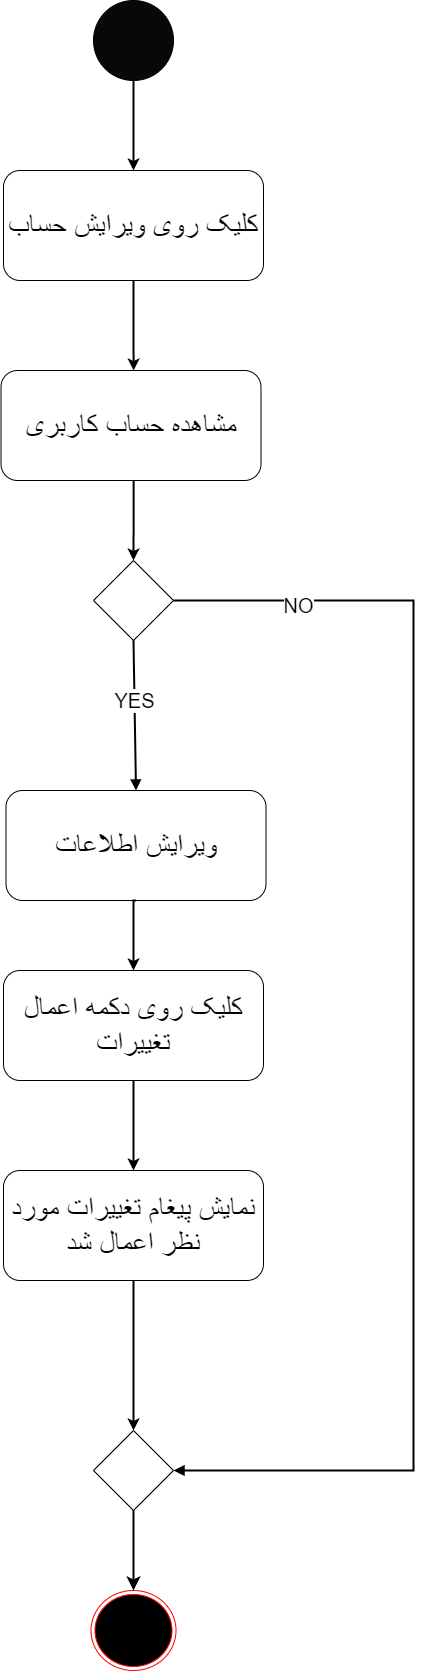 کلیک روی ویرایش حساب
مشاهده حساب کاربری
NO
YES
ویرایش اطلاعات
کلیک روی دکمه اعمال
تغییرات
نمایش پیغام تغییرات مورد
نظر اعمال شد